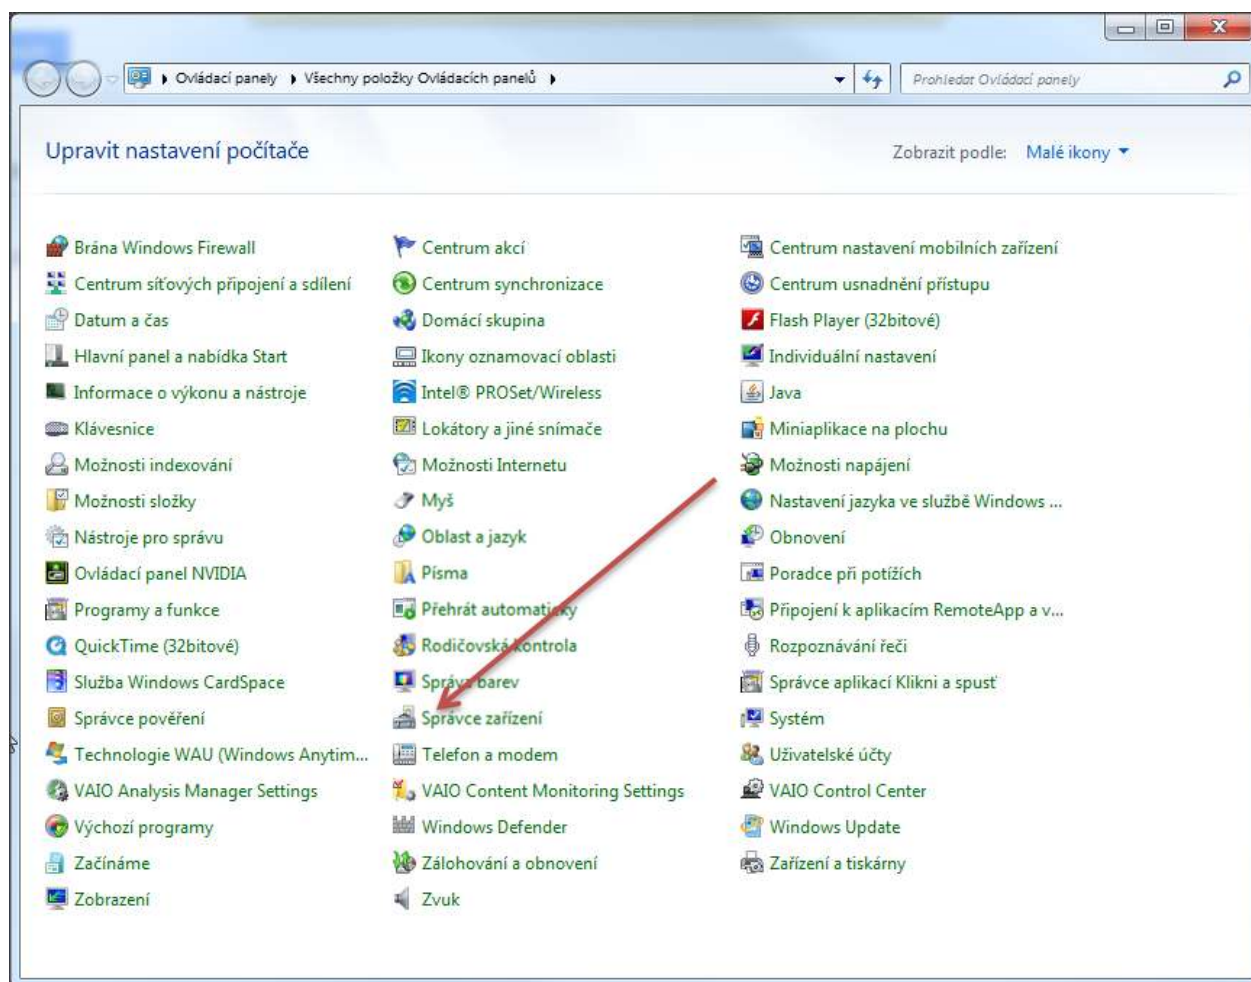 Ovládací panely Všechny položky Ovládacích panelů Prohledat Ovládací panely
Upravit nastavení počítače
Zobrazit podle: Malé ikony
Brána Windows Firewall Centrum akcí Centrum nastavení mobilních zařízení
Centrum síťových připojení a sdílení Centrum synchronizace Centrum usnadnění přístupu
Datum a čas Domácí skupina Flash Player (32bitové)
Hlavní panel a nabídka Start Ikony oznamovací oblasti Individuální nastavení
Informace o výkonu a nástroje Intel® PROSet/Wireless Java
Klávesnice Lokátory a jiné snímače Miniaplikace na plochu
Možnosti indexování Možnosti Internetu Možnosti napájení
Možnosti složky Myš Nastavení jazyka ve službě Windows ...
Nástroje pro správu Oblast a jazyk Obnovení
Ovládací panel NVIDIA Písma Poradce při potížích
Programy a funkce Přehrát automaticky Připojení k aplikacím RemoteApp a v...
QuickTime (32bitové) Rodičovská kontrola Rozpoznávání řeči
Služba Windows CardSpace Správa barev Správce aplikací Klikni a spusť
Správce pověření Správce zařízení Systém
Technologie WAU (Windows Anytim... Telefon a modem Uživatelské účty
VAIO Analysis Manager Settings VAIO Content Monitoring Settings VAIO Control Center
Výchozí programy Windows Defender Windows Update
Začínáme Zálohování a obnovení Zařízení a tiskárny
Zobrazení Zvuk